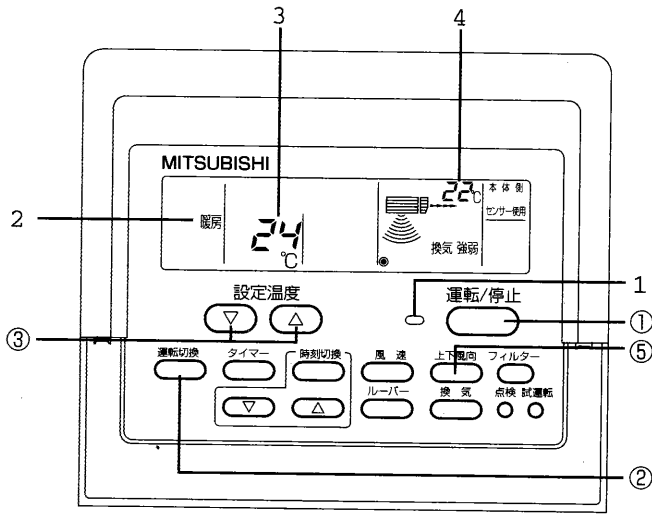 3 4
MITSUBISHI
2 暖房 24℃ 22℃ 本体側
センサー使用
換気 強弱
設定温度 1 運転/停止
▽ △ ①
③ ⑤
運転切換 タイマー 時刻切換 風速 上下風向 フィルター
▽ △ ルーバー 換気 点検 試運転
②